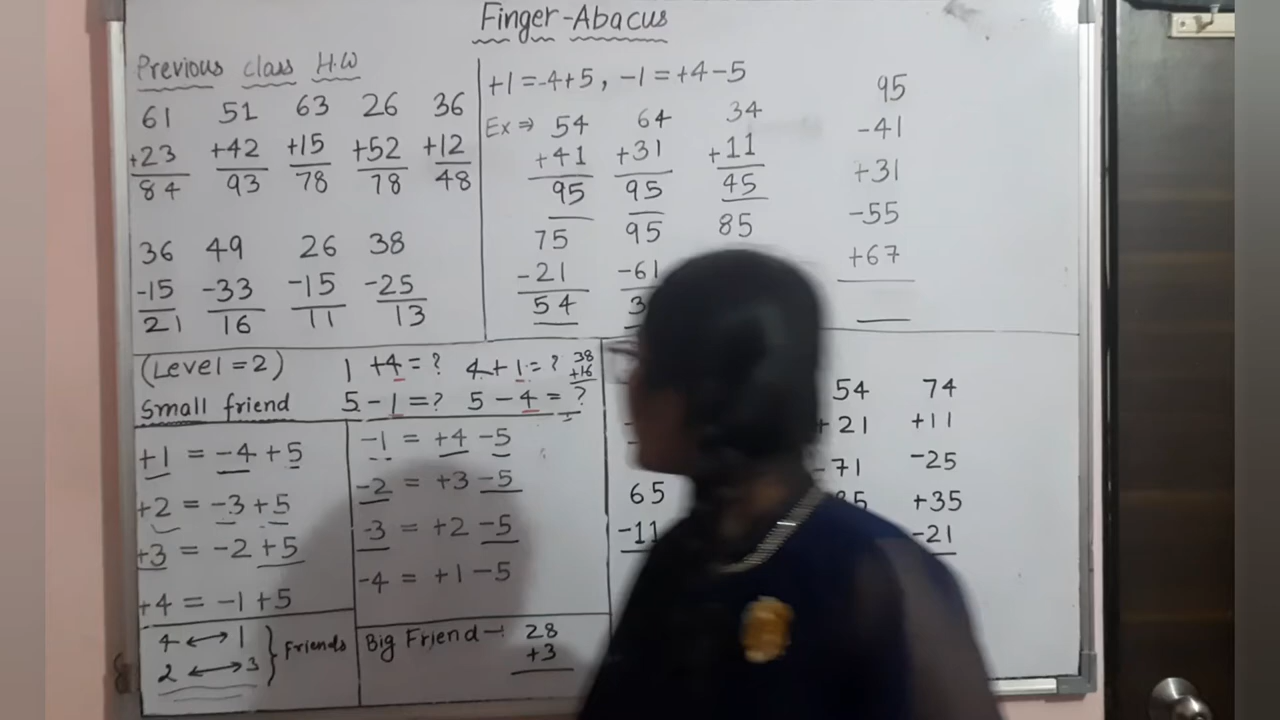 Finger-Abacus
Previous class H.W
61 51 63 26 36
+23 +42 +15 +52 +12
84 93 78 78 48
36 49 26 38
-15 -33 -15 -25
21 16 11 13
+1 = -4+5, -1 = +4-5
Ex ⇒ 54 64 34
+41 +31 +11
95 95 45
75 95 85
-21 -61
54 3
95
-41
+31
-55
+67
(Level = 2) 1 +4 = ? 4+1 = ? 38
+16
Small friend 5 - 1 = ? 5 - 4 = ?
+1 = -4 +5
+2 = -3 +5
+3 = -2 +5
+4 = -1 +5
4 ↔ 1
2 ↔ 3
} Friends
-1 = +4 -5
-2 = +3 -5
-3 = +2 -5
-4 = +1 -5
Big Friend - : 28
+3
65
-11
54 74
+21 +11
-71 -25
85 +35
-21